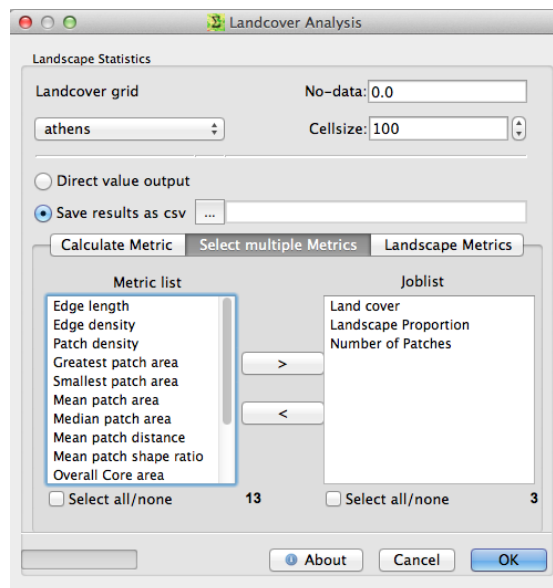 Landcover Analysis
Landscape Statistics
Landcover grid
No-data: 0.0
athens
Cellsize: 100
Direct value output
Save results as csv ...
Calculate Metric Select multiple Metrics Landscape Metrics
Metric list
Edge length
Edge density
Patch density
Greatest patch area
Smallest patch area
Mean patch area
Median patch area
Mean patch distance
Mean patch shape ratio
Overall Core area
Select all/none 13
>
<
Joblist
Land cover
Landscape Proportion
Number of Patches
Select all/none 3
About Cancel OK